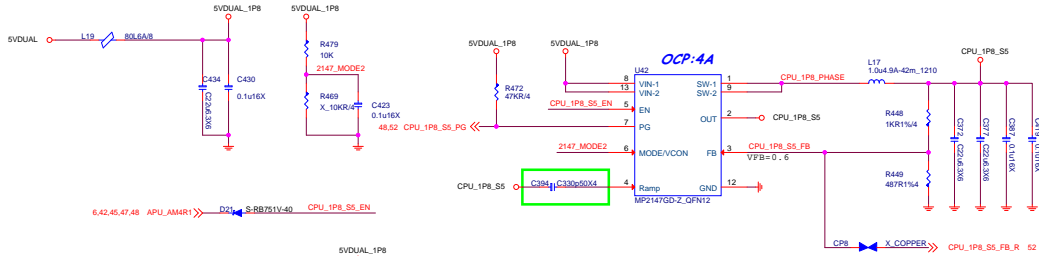 5VDUAL_1P8
5VDUAL
L19
80L6A/8
C434
C22u6.3X6
C430
0.1u16X
5VDUAL_1P8
R479
10K
2147_MODE2
R469
X_10KR/4
C423
0.1u16X
5VDUAL_1P8
R472
47KR/4
48,52
CPU_1P8_S5_PG
5VDUAL_1P8
OCP:4A
U42
8
VIN-1
13
VIN-2
CPU_1P8_S5_EN
5
EN
7
PG
2147_MODE2
6
MODE/VCON
CPU_1P8_S5
C394
C330p50X4
4
Ramp
SW-1
1
SW-2
9
OUT
2
CPU_1P8_S5
FB
3
CPU_1P8_S5_FB
VFB=0.6
GND
12
MP2147GD-Z_QFN12
CPU_1P8_PHASE
L17
1.0u4.9A-42m_1210
CPU_1P8_S5
R448
1KR1%/4
R449
487R1%4
C372
C22u6.3X6
C377
C22u6.3X6
C387
0.1u16X
0.1u16X
6,42,45,47,48
APU_AM4R1
D21
S-RB751V-40
CPU_1P8_S5_EN
5VDUAL_1P8
CP8
X_COPPER
CPU_1P8_S5_FB_R
52